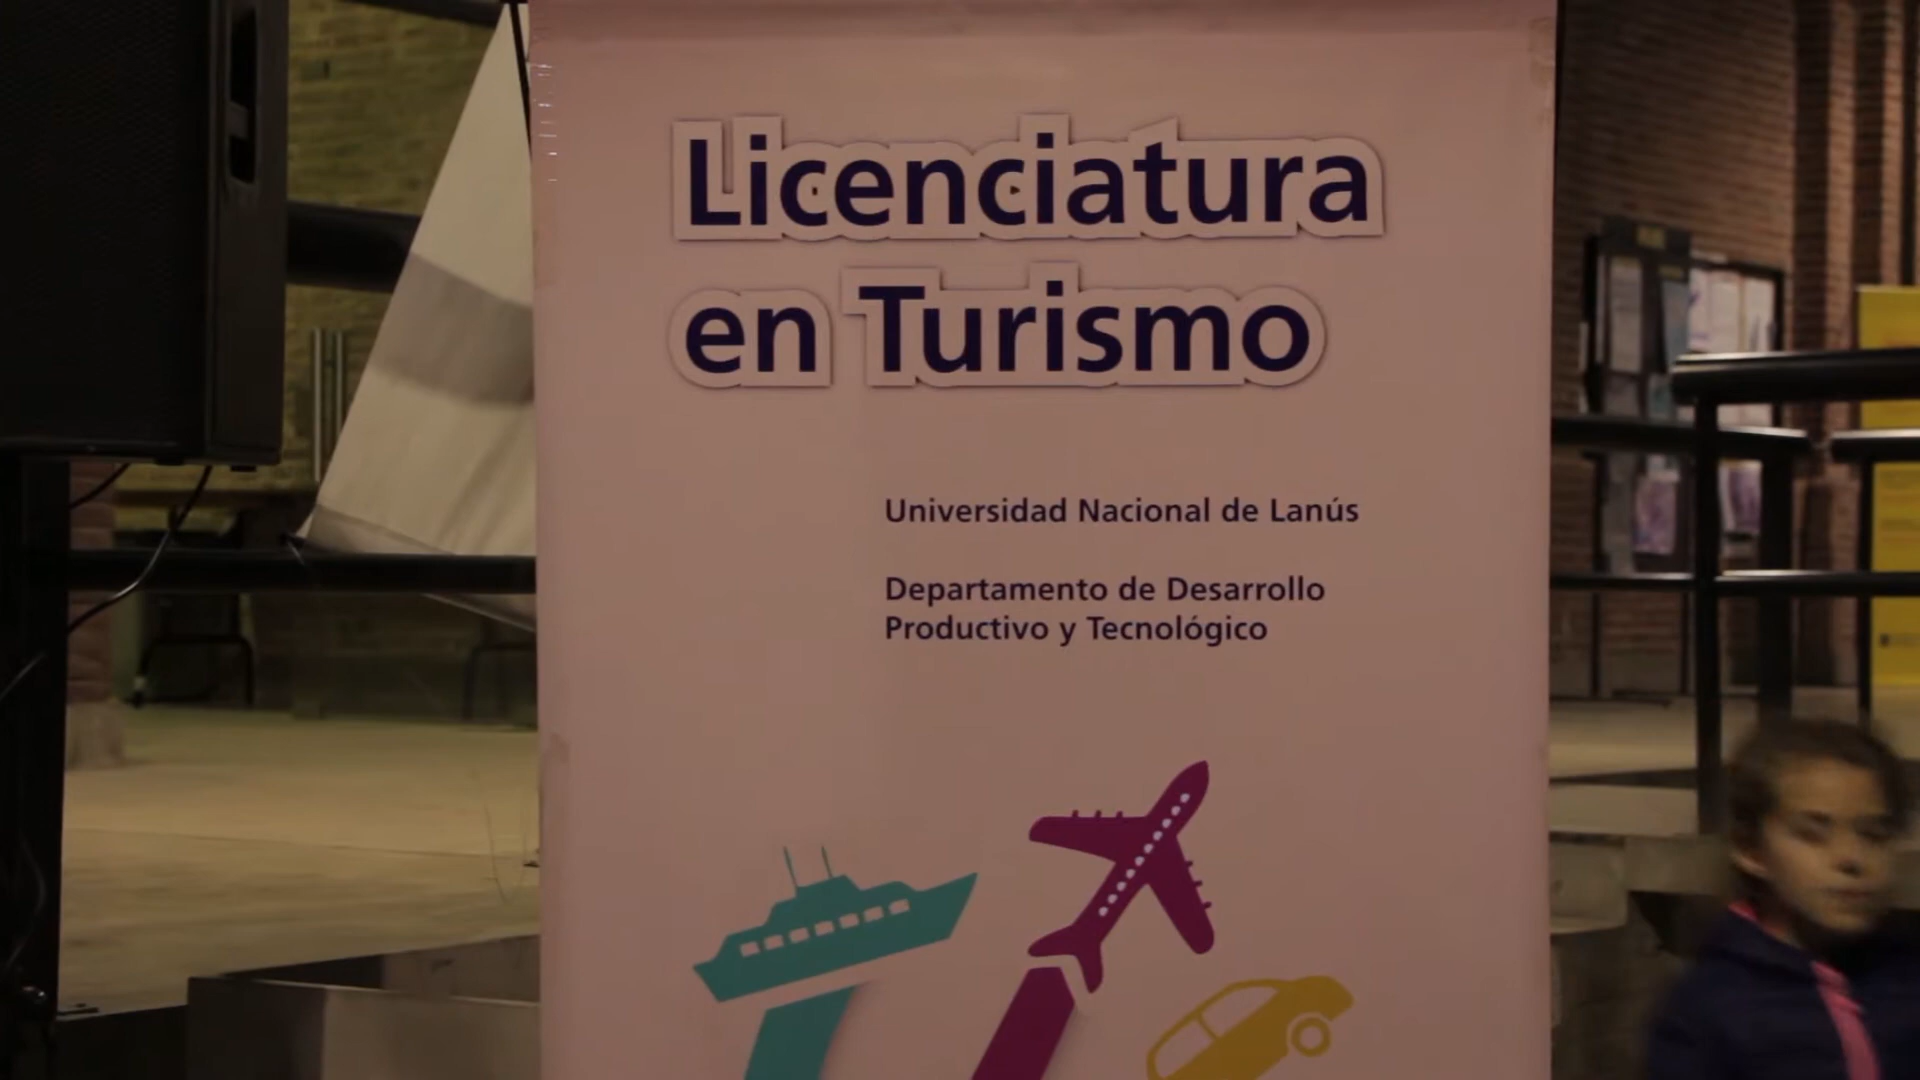 Licenciatura
en Turismo
Universidad Nacional de Lanús
Departamento de Desarrollo
Productivo y Tecnológico